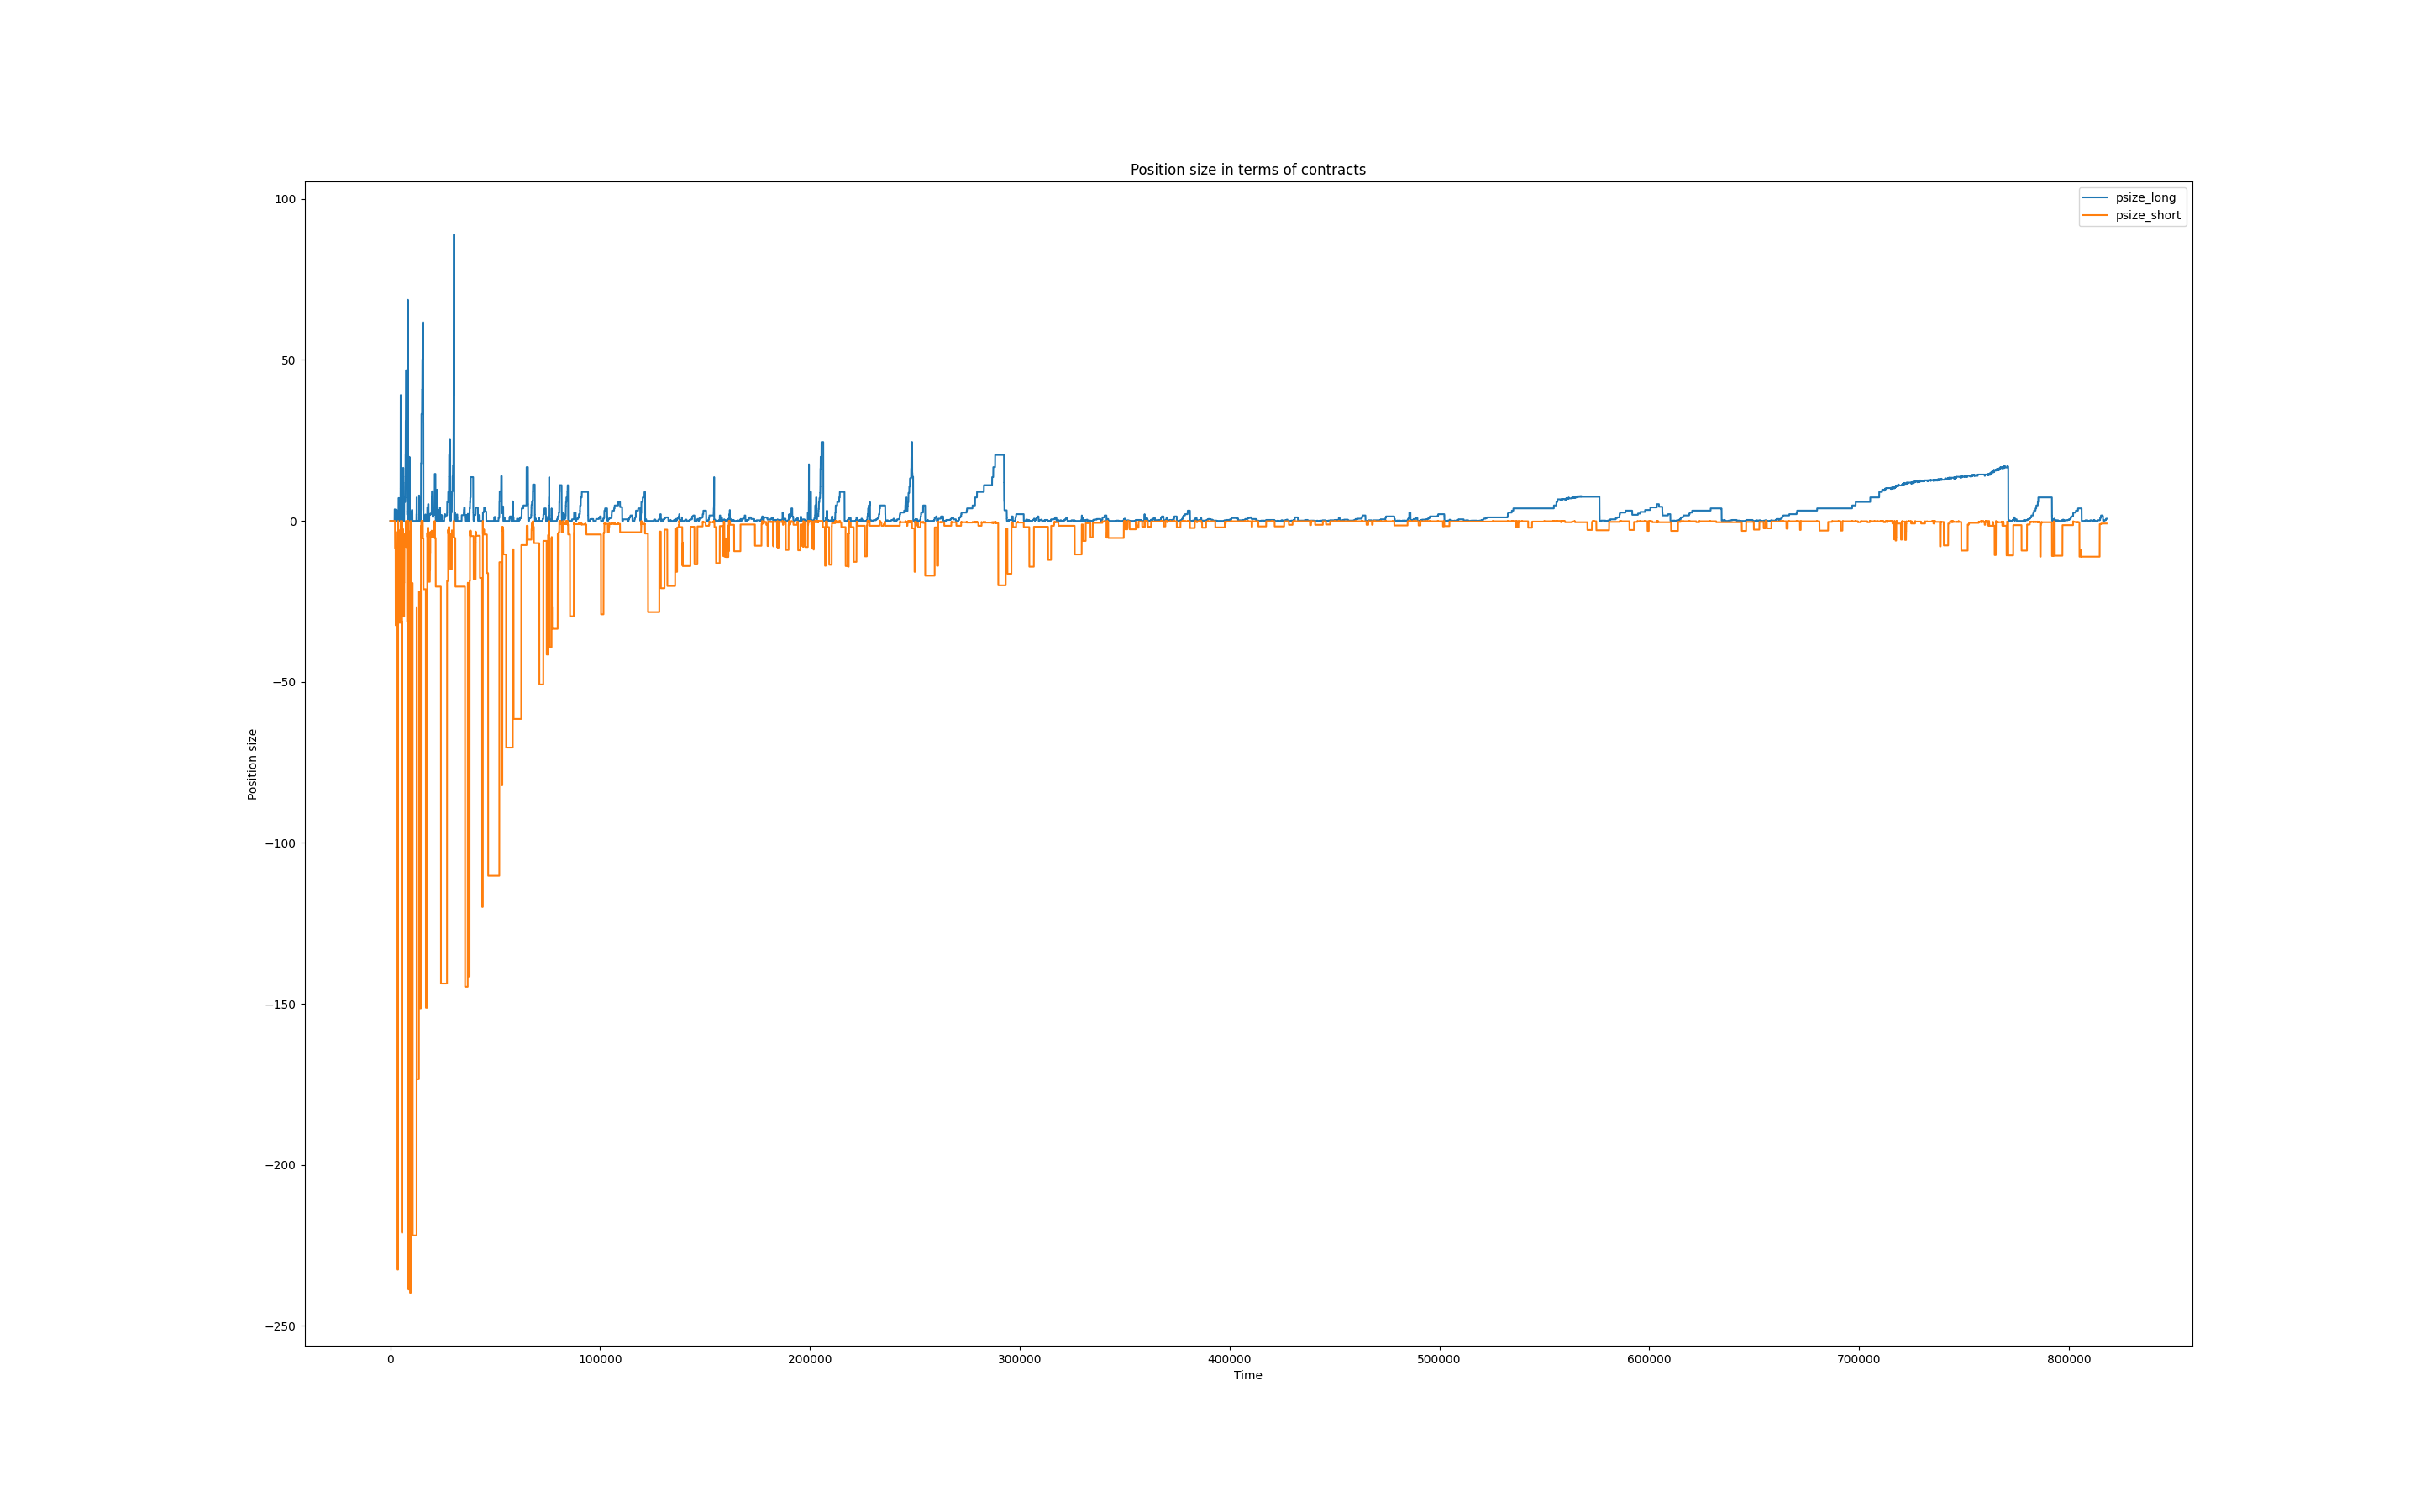 Position size in terms of contracts
psize_long
psize_short
100
50
0
−50
−100
−150
−200
−250
Position size
0 100000 200000 300000 400000 500000 600000 700000 800000
Time